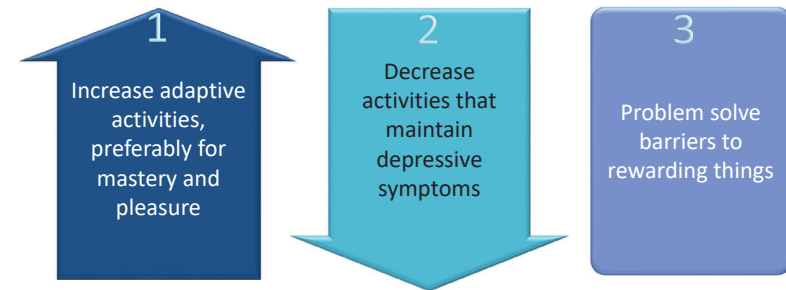 1
Increase adaptive
activities,
preferably for
mastery and
pleasure
2
Decrease
activities that
maintain
depressive
symptoms
3
Problem solve
barriers to
rewarding things